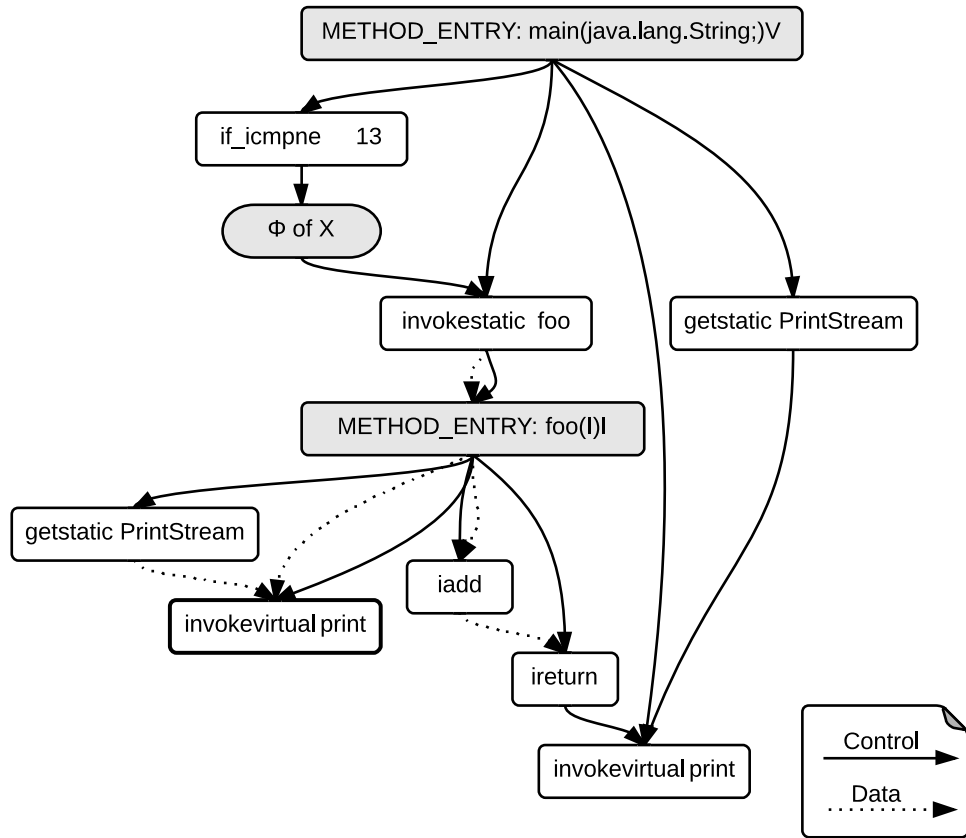 METHOD_ENTRY: main(java.lang.String;)V
if_icmpne 13
Φ of X
invokestatic foo
getstatic PrintStream
METHOD_ENTRY: foo(I)I
getstatic PrintStream
iadd
invokevirtual print
ireturn
invokevirtual print
Control
Data